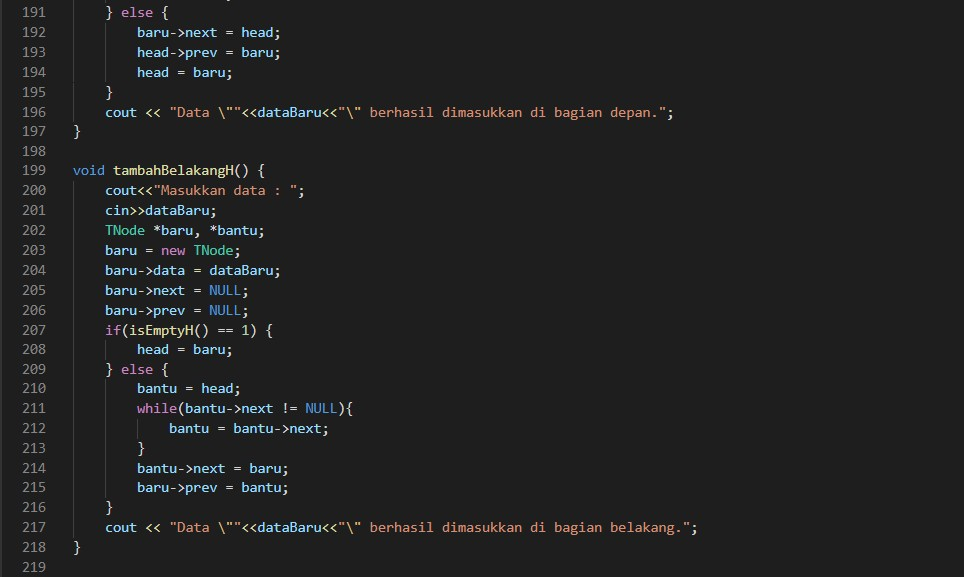 191 } else {
192 baru->next = head;
193 head->prev = baru;
194 head = baru;
195 }
196 cout << "Data \""<<dataBaru<<"\" berhasil dimasukkan di bagian depan.";
197 }
198
199 void tambahBelakangH() {
200 cout<<"Masukkan data : ";
201 cin>>dataBaru;
202 TNode *baru, *bantu;
203 baru = new TNode;
204 baru->data = dataBaru;
205 baru->next = NULL;
206 baru->prev = NULL;
207 if(isEmptyH() == 1) {
208 head = baru;
209 } else {
210 bantu = head;
211 while(bantu->next != NULL){
212 bantu = bantu->next;
213 }
214 bantu->next = baru;
215 baru->prev = bantu;
216 }
217 cout << "Data \""<<dataBaru<<"\" berhasil dimasukkan di bagian belakang.";
218 }
219